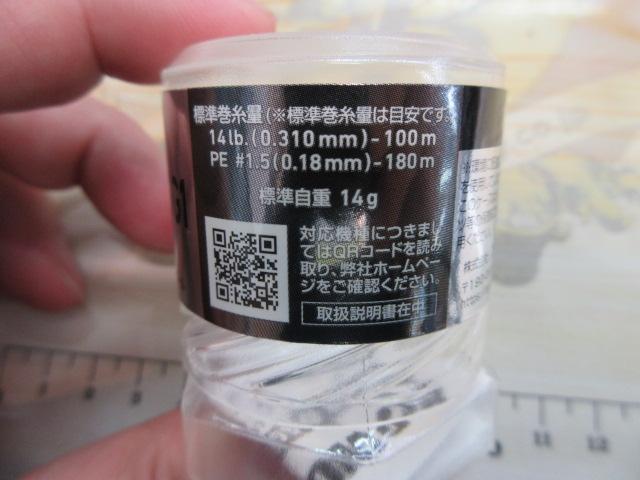 標準巻糸量(※標準巻糸量は目安です
14lb.(0.310mm)-100m
PE #1.5(0.18mm)-180m
標準自重 14g
対応機種につきまし
てはQRコードを読み
取り、弊社ホームペー
ジをご確認ください。
取扱説明書在中
G1
11 12